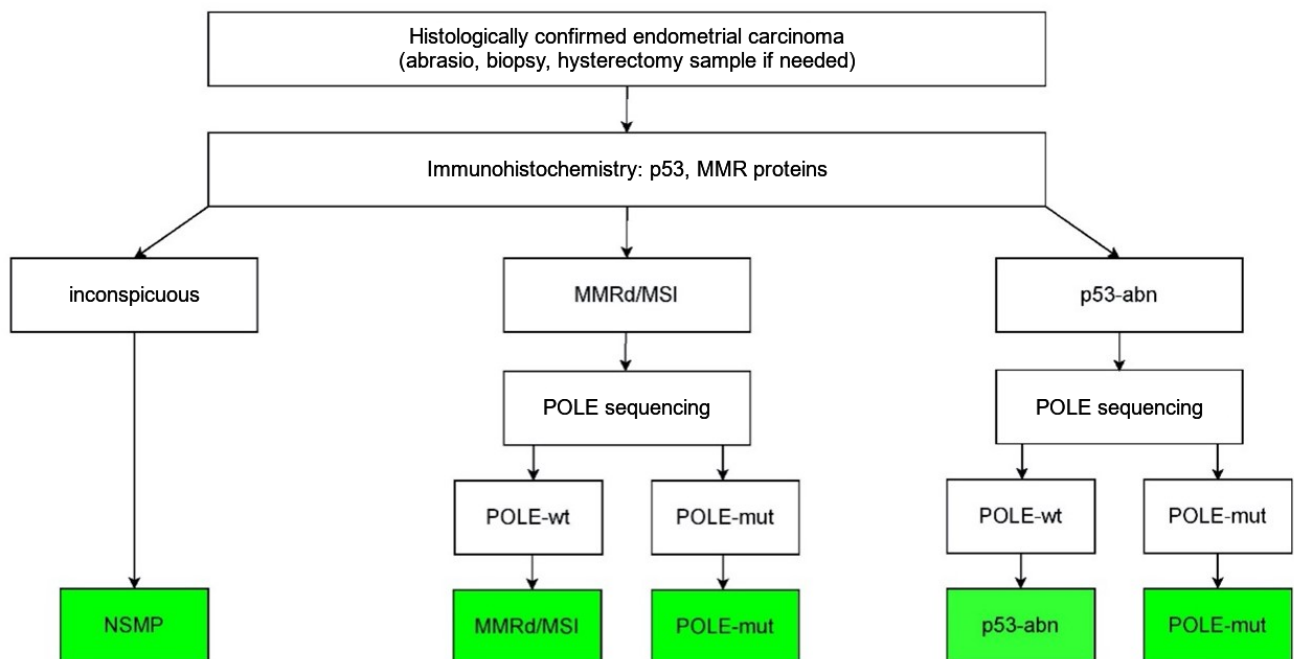 Histologically confirmed endometrial carcinoma
(abrasio, biopsy, hysterectomy sample if needed)
Immunohistochemistry: p53, MMR proteins
inconspicuous
MMRd/MSI
p53-abn
POLE sequencing
POLE sequencing
POLE-wt
POLE-mut
POLE-wt
POLE-mut
NSMP
MMRd/MSI
POLE-mut
p53-abn
POLE-mut